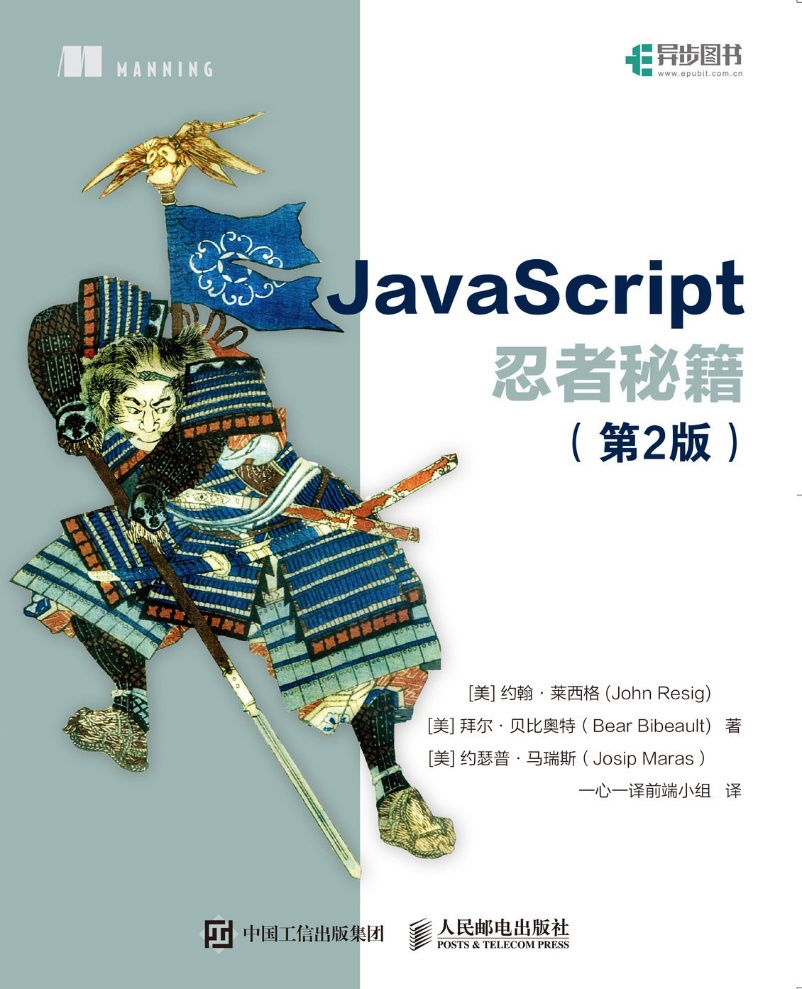 MANNING
异步图书
www.epubit.com.cn
JavaScript
忍者秘籍
（第2版）
[美] 约翰·莱西格 (John Resig)
[美] 拜尔·贝比奥特（Bear Bibeault） 著
[美] 约瑟普·马瑞斯（Josip Maras）
一心一译前端小组 译
中国工信出版集团
人民邮电出版社
POSTS & TELECOM PRESS